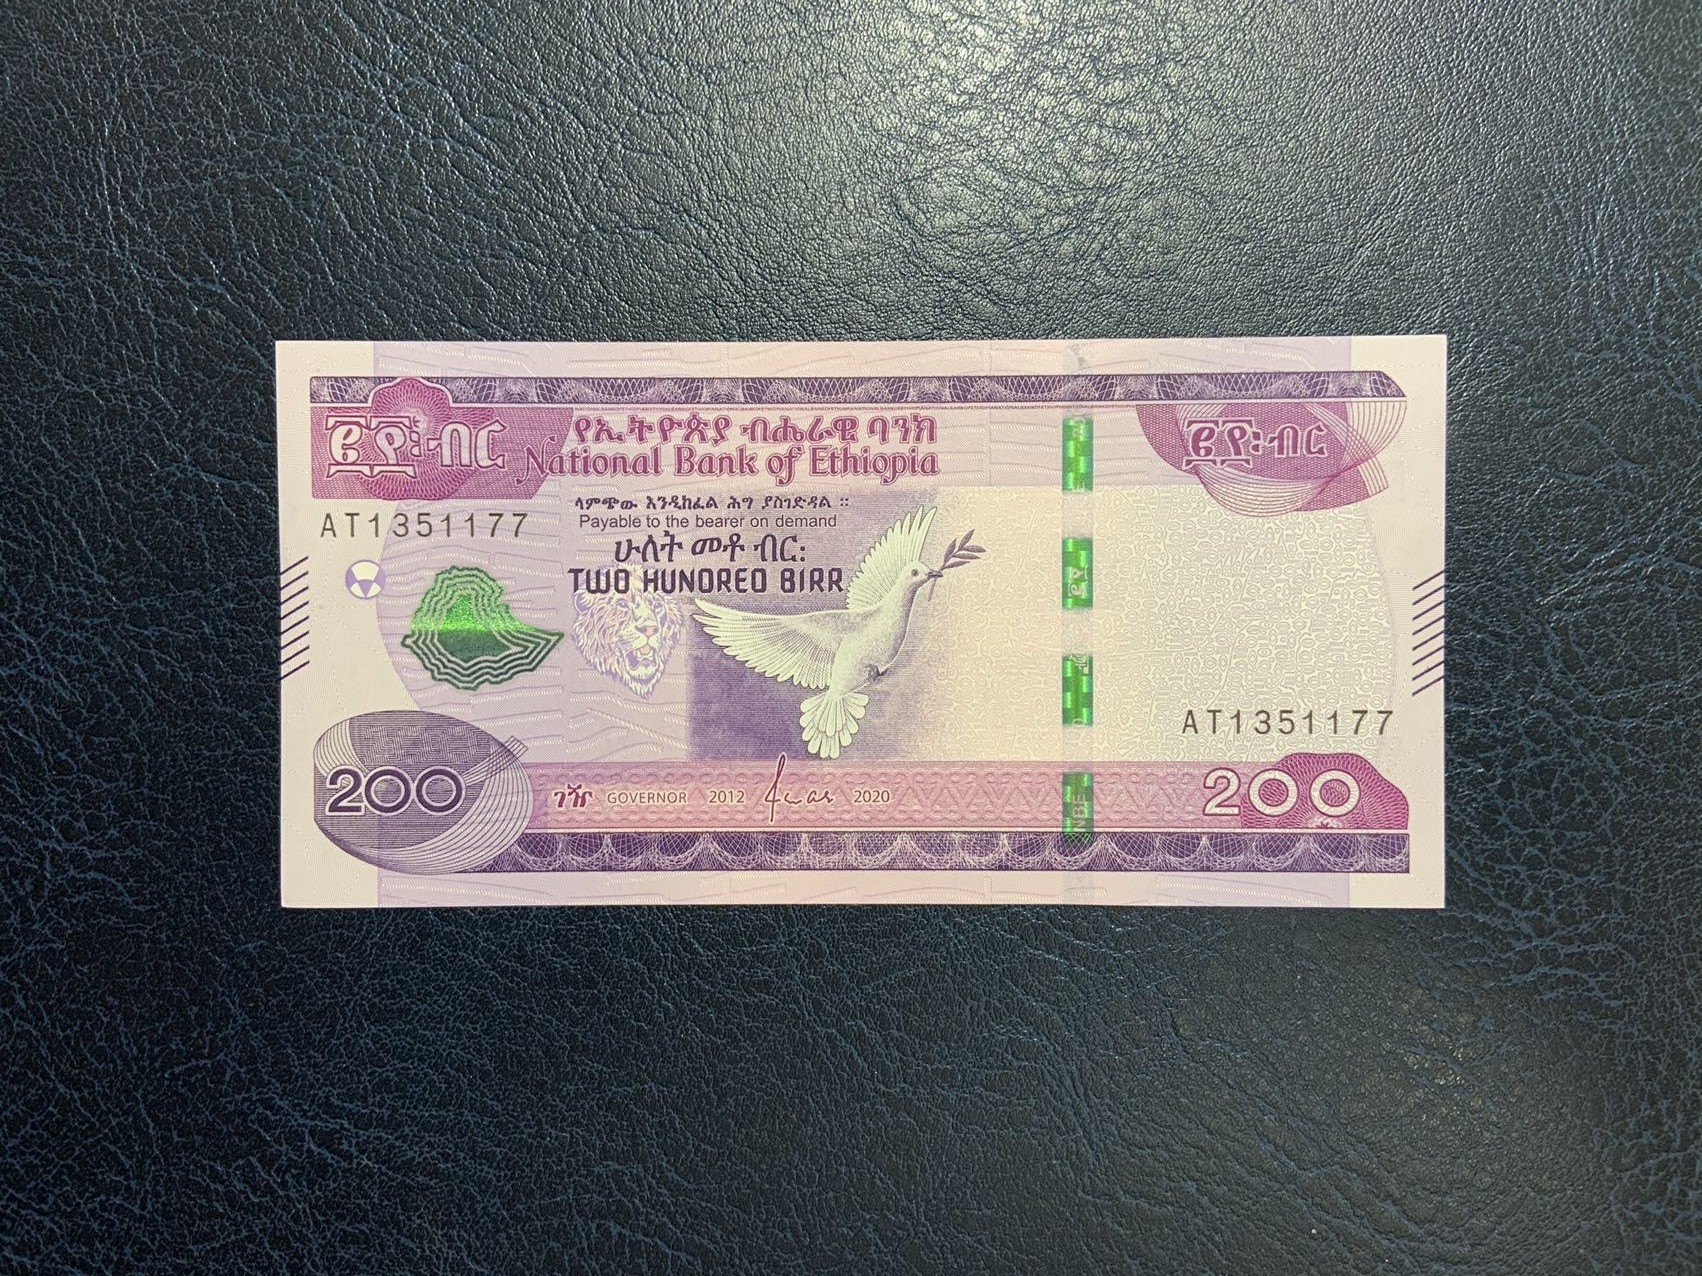 ፪፻፡ብር
የኢትዮጵያ ብሔራዊ ባንክ
National Bank of Ethiopia
፪፻፡ብር
ላምጭው እንዲከፈል ሕግ ያስገድዳል ።
Payable to the bearer on demand
AT1351177
ሁለት መቶ ብር፡
TWO HUNDRED BIRR
AT1351177
200
ገዥ GOVERNOR 2012 2020
200
NBE